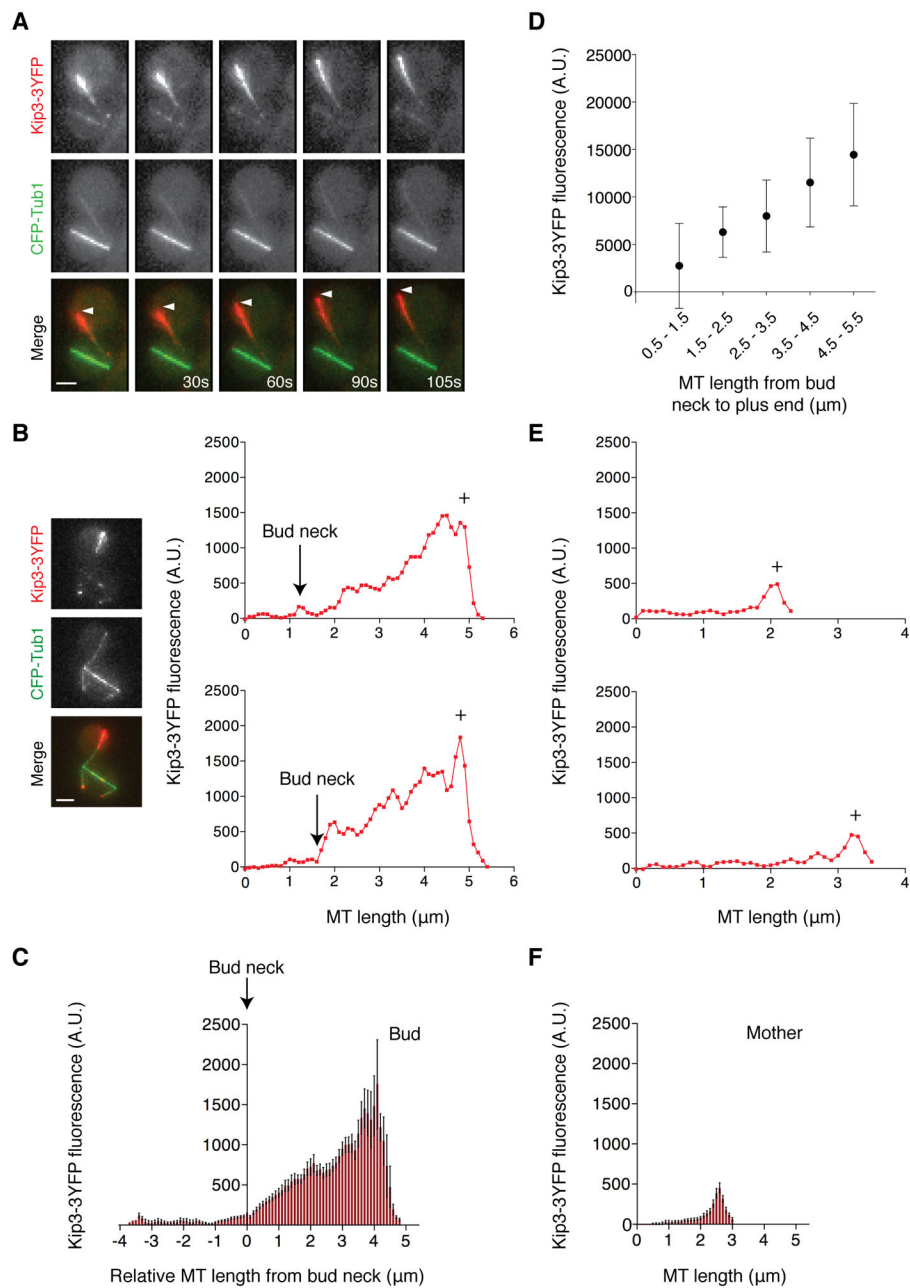 A
Kip3-3YFP
CFP-Tub1
Merge
30s
60s
90s
105s
D
Kip3-3YFP fluorescence (A.U.)
25000
20000
15000
10000
5000
0
0.5 - 1.5
1.5 - 2.5
2.5 - 3.5
3.5 - 4.5
4.5 - 5.5
MT length from bud
neck to plus end (µm)
B
Kip3-3YFP
CFP-Tub1
Merge
Kip3-3YFP fluorescence (A.U.)
2500
2000
1500
1000
500
0
Bud neck
+
0 1 2 3 4 5 6
2500
2000
1500
1000
500
0
Bud neck
+
0 1 2 3 4 5 6
MT length (µm)
E
Kip3-3YFP fluorescence (A.U.)
2500
2000
1500
1000
500
0
+
0 1 2 3 4
2500
2000
1500
1000
500
0
+
0 1 2 3 4
MT length (µm)
C
Bud neck
Kip3-3YFP fluorescence (A.U.)
2500
2000
1500
1000
500
Bud
-4 -3 -2 -1 0 1 2 3 4 5
Relative MT length from bud neck (µm)
F
Kip3-3YFP fluorescence (A.U.)
2500
2000
1500
1000
500
0
Mother
0 1 2 3 4 5
MT length (µm)